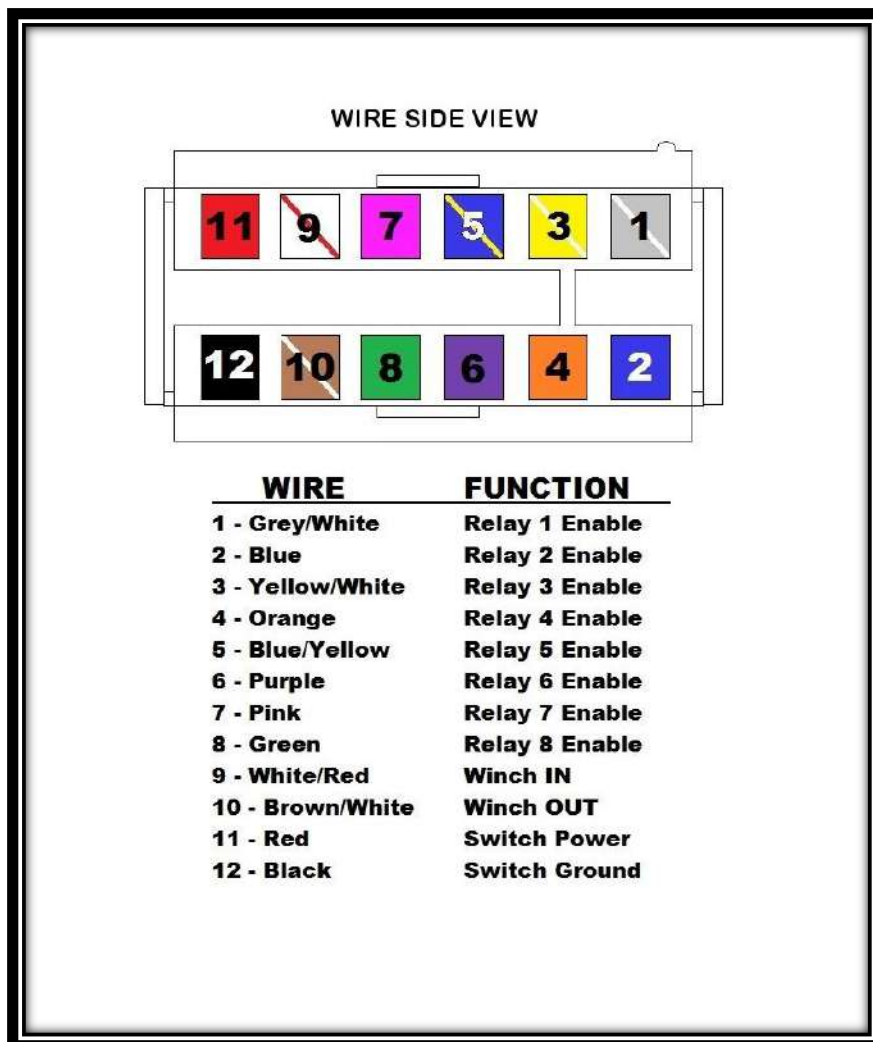 WIRE SIDE VIEW
11 9 7 5 3 1
12 10 8 6 4 2
WIRE FUNCTION
1 - Grey/White Relay 1 Enable
2 - Blue Relay 2 Enable
3 - Yellow/White Relay 3 Enable
4 - Orange Relay 4 Enable
5 - Blue/Yellow Relay 5 Enable
6 - Purple Relay 6 Enable
7 - Pink Relay 7 Enable
8 - Green Relay 8 Enable
9 - White/Red Winch IN
10 - Brown/White Winch OUT
11 - Red Switch Power
12 - Black Switch Ground